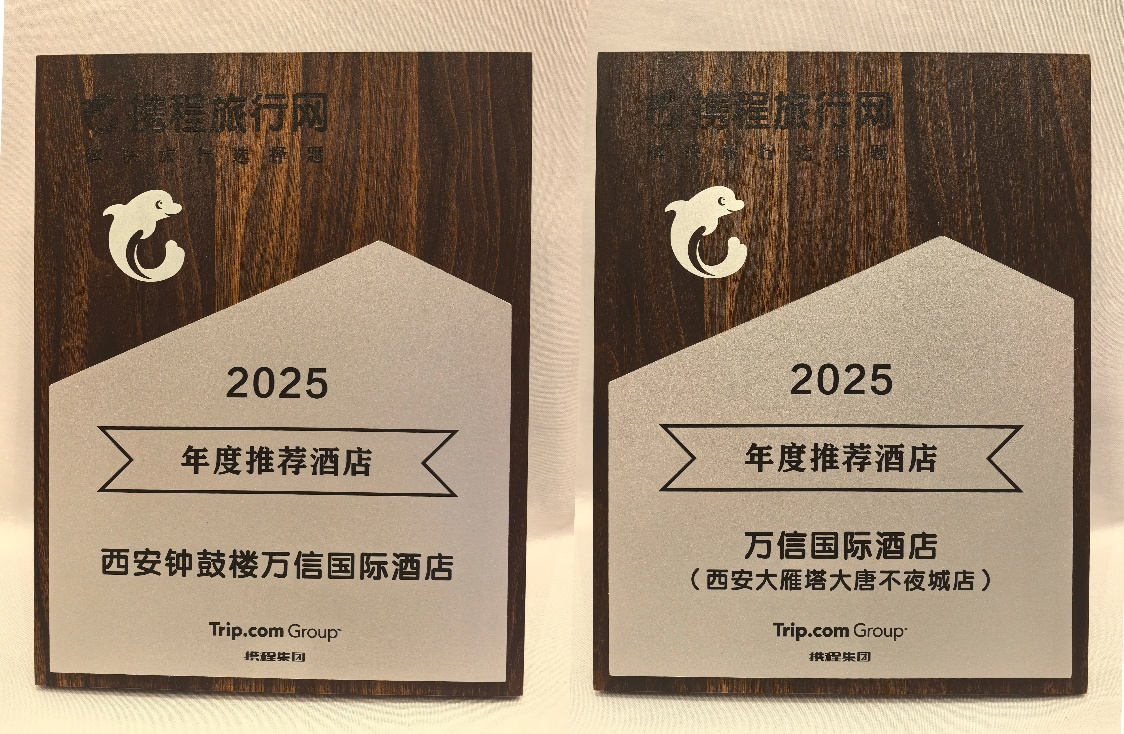 携程旅行网
2025
年度推荐酒店
西安钟鼓楼万信国际酒店
Trip.com Group™
携程集团
携程旅行网
2025
年度推荐酒店
万信国际酒店
（西安大雁塔大唐不夜城店）
Trip.com Group™
携程集团